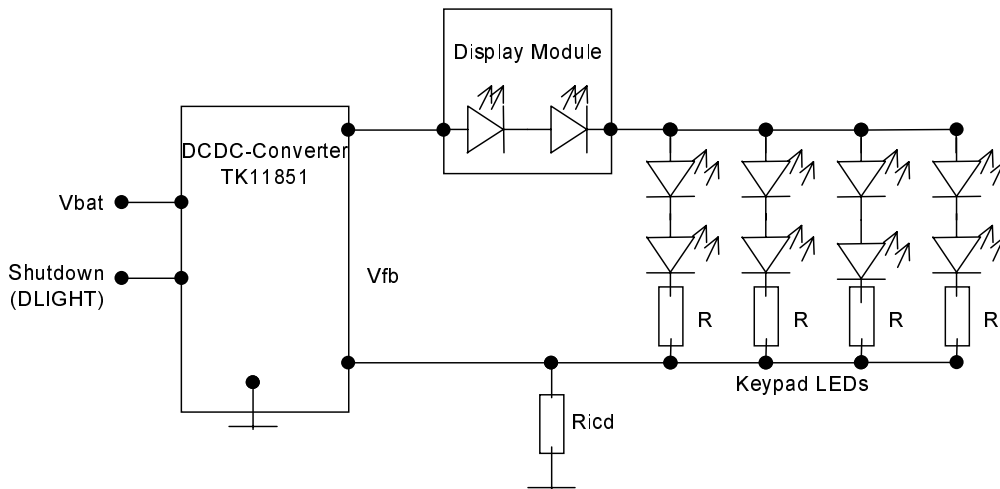 Display Module
DCDC-Converter
TK11851
Vbat
Shutdown
(DLIGHT)
Vfb
R
R
R
R
Keypad LEDs
Ricd